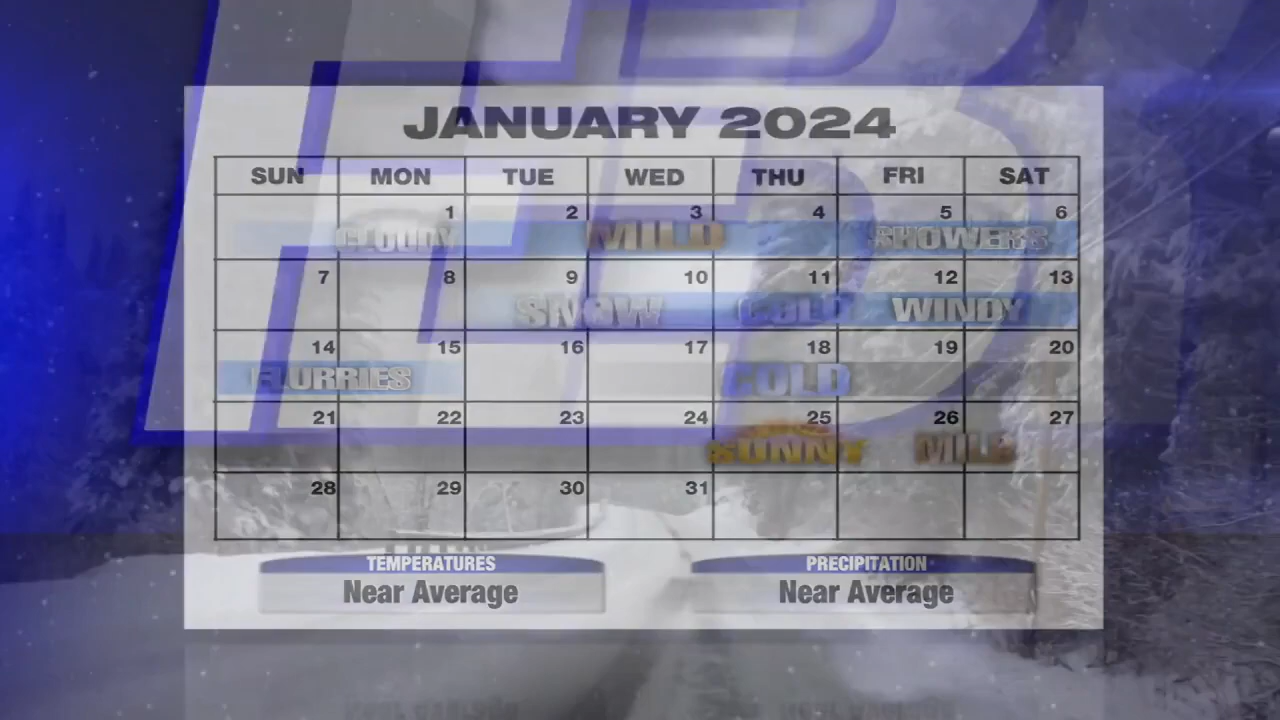 JANUARY 2024
SUN MON TUE WED THU FRI SAT
1 2 3 4 5 6
CLOUDY MILD SHOWERS
7 8 9 10 11 12 13
SNOW COLD WINDY
14 15 16 17 18 19 20
FLURRIES COLD
21 22 23 24 25 26 27
SUNNY MILD
28 29 30 31
TEMPERATURES PRECIPITATION
Near Average Near Average